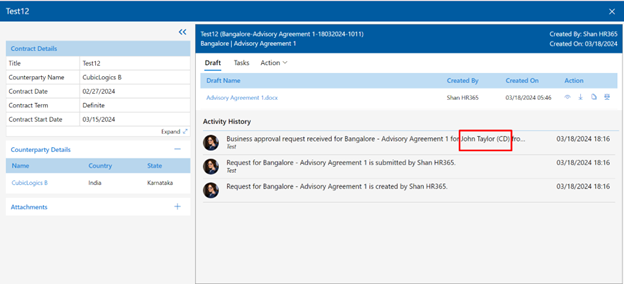 Test12
Contract Details
Title Test12
Counterparty Name CubicLogics B
Contract Date 02/27/2024
Contract Term Definite
Contract Start Date 03/15/2024
Expand
Counterparty Details
Name Country State
CubicLogics B India Karnataka
Attachments
Test12 (Bangalore-Advisory Agreement 1-18032024-1011) Created By: Shan HR365
Bangalore | Advisory Agreement 1 Created On: 03/18/2024
Draft Tasks Action
Draft Name Created By Created On Action
Advisory Agreement 1.docx Shan HR365 03/18/2024 05:46
Activity History
Business approval request received for Bangalore - Advisory Agreement 1 for John Taylor (CD) fro... 03/18/2024 18:16
Test
Request for Bangalore - Advisory Agreement 1 is submitted by Shan HR365. 03/18/2024 18:16
Test
Request for Bangalore - Advisory Agreement 1 is created by Shan HR365. 03/18/2024 18:16